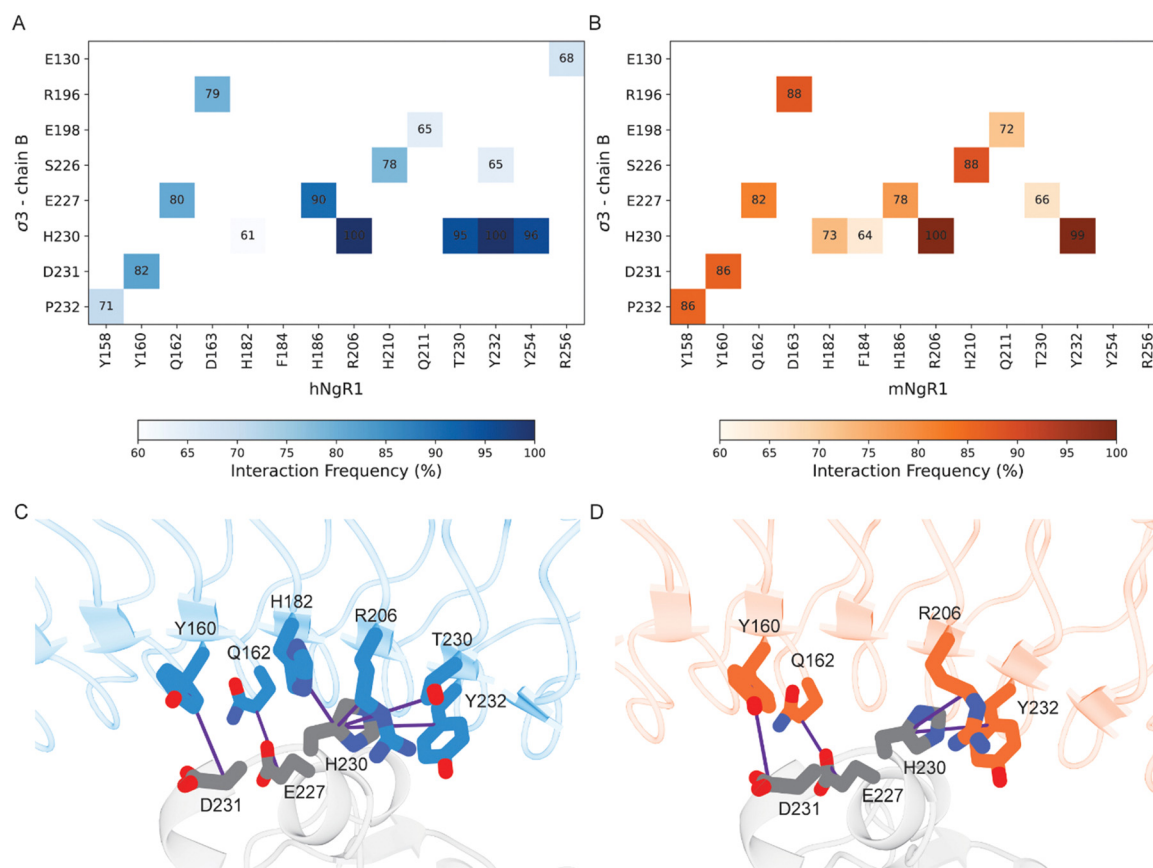 A
E130
R196
E198
S226
E227
H230
D231
P232
σ3 - chain B
68
79
65
78
65
80
90
61
100
95
100
96
82
71
Y158
Y160
Q162
D163
H182
F184
H186
R206
H210
Q211
T230
Y232
Y254
R256
hNgR1
60
65
70
75
80
85
90
95
100
Interaction Frequency (%)
B
E130
R196
E198
S226
E227
H230
D231
P232
σ3 - chain B
88
72
88
82
78
66
73
64
100
99
86
86
Y158
Y160
Q162
D163
H182
F184
H186
R206
H210
Q211
T230
Y232
Y254
R256
mNgR1
60
65
70
75
80
85
90
95
100
Interaction Frequency (%)
C
H182
R206
Y160
Q162
T230
Y232
H230
E227
D231
D
R206
Y160
Q162
Y232
H230
E227
D231